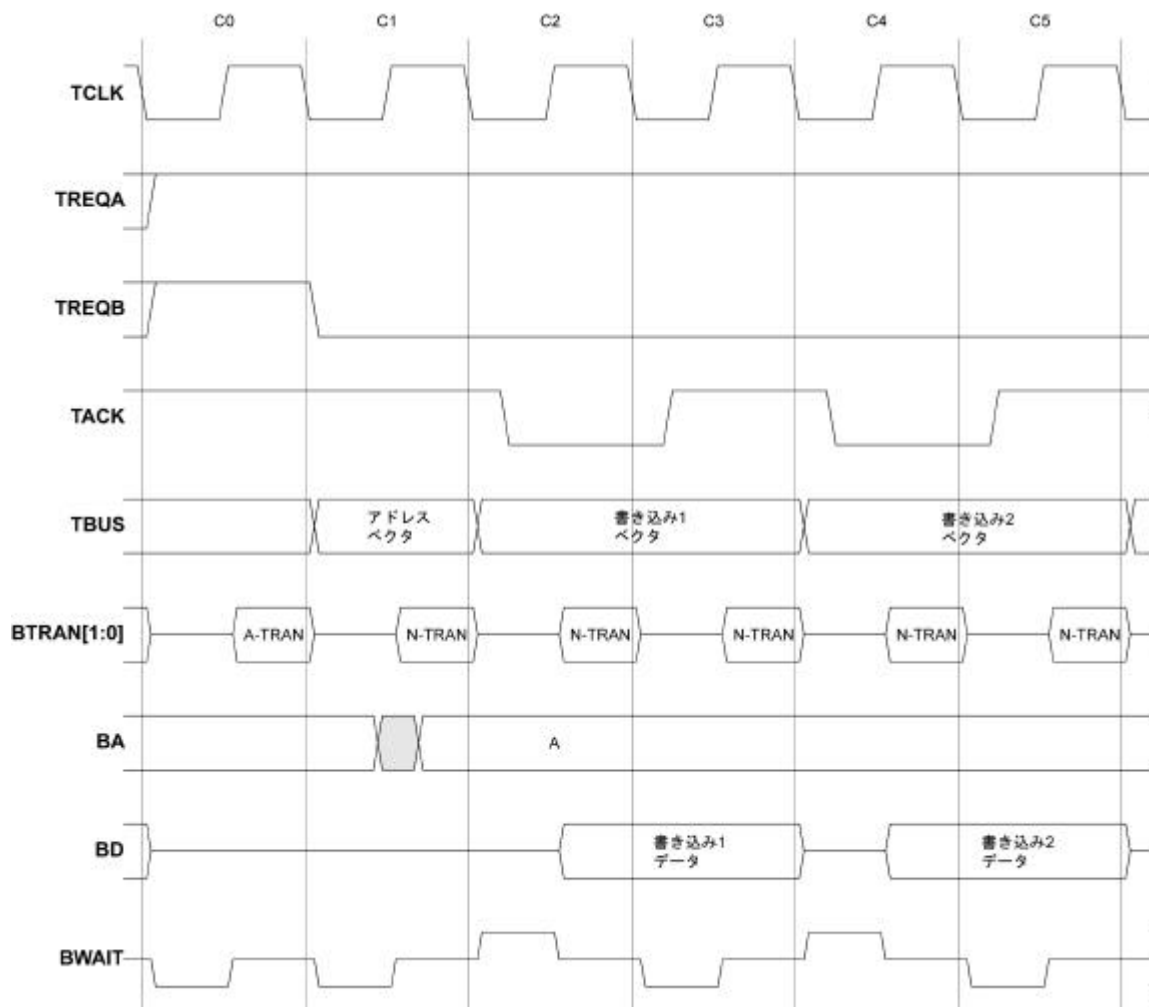 C0 C1 C2 C3 C4 C5
TCLK
TREQA
TREQB
TACK
TBUS
アドレス
ベクタ
書き込み1
ベクタ
書き込み2
ベクタ
BTRAN[1:0]
A-TRAN N-TRAN N-TRAN N-TRAN N-TRAN N-TRAN
BA
A
BD
書き込み1
データ
書き込み2
データ
BWAIT